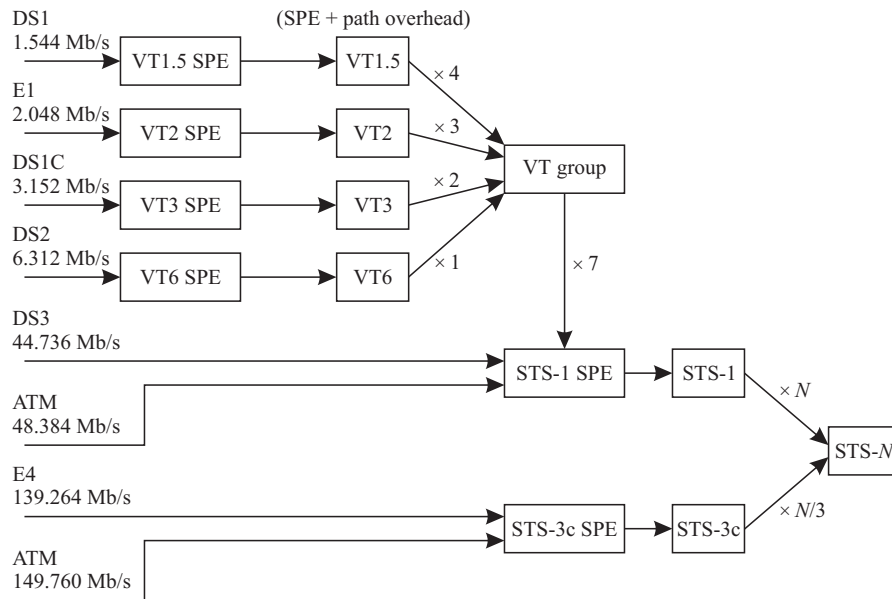 DS1
(SPE + path overhead)
1.544 Mb/s
VT1.5 SPE
VT1.5
× 4
E1
2.048 Mb/s
VT2 SPE
VT2
× 3
VT group
DS1C
3.152 Mb/s
VT3 SPE
VT3
× 2
DS2
6.312 Mb/s
VT6 SPE
VT6
× 1
× 7
DS3
44.736 Mb/s
STS-1 SPE
STS-1
× N
ATM
48.384 Mb/s
STS-N
E4
139.264 Mb/s
STS-3c SPE
STS-3c
× N/3
ATM
149.760 Mb/s